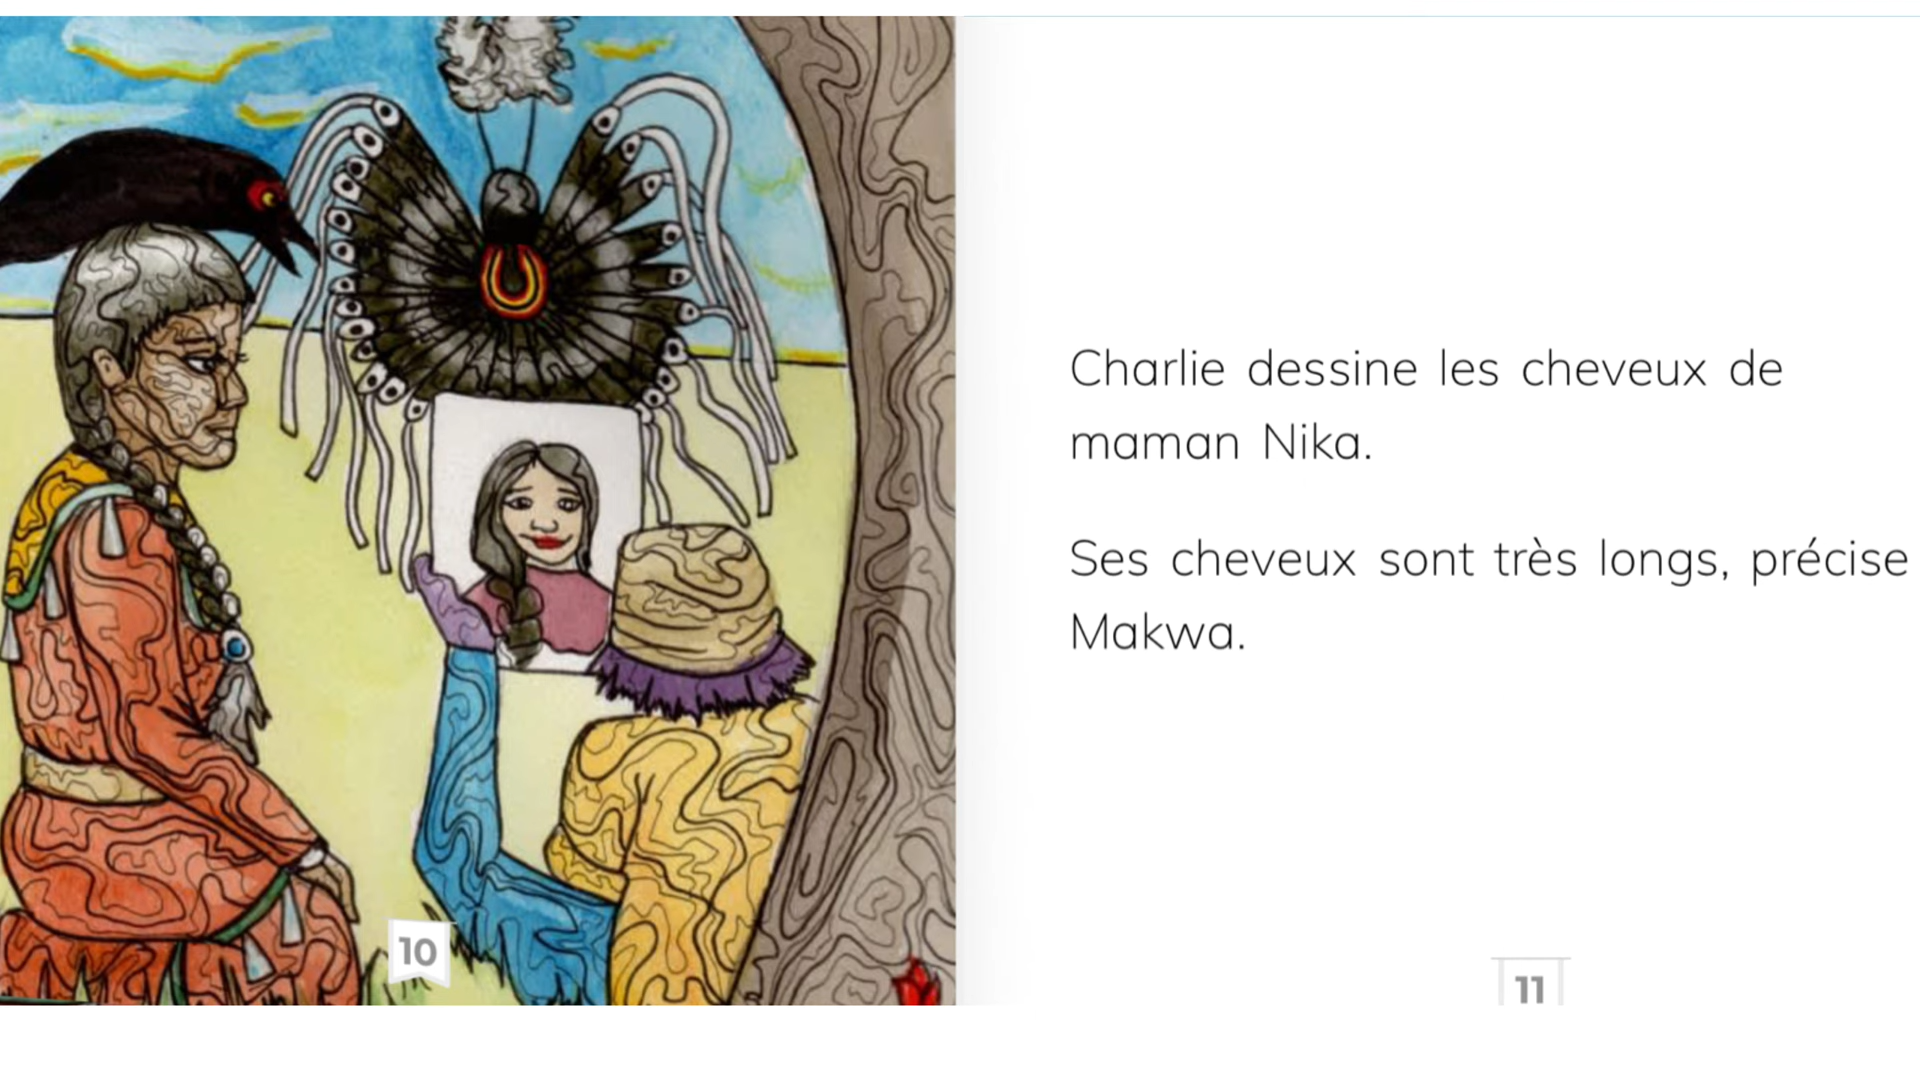 10
Charlie dessine les cheveux de
maman Nika.
Ses cheveux sont très longs, précise
Makwa.
11